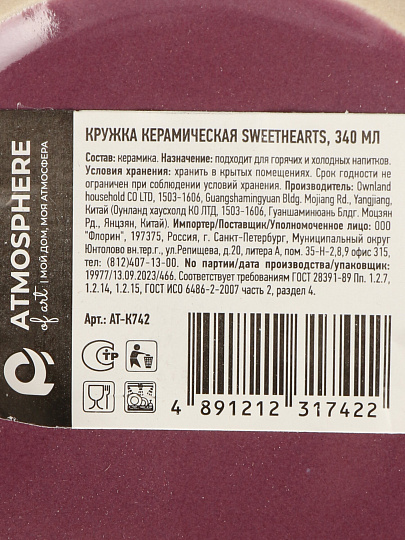 ATMOSPHERE
of art | МОЙ ДОМ, МОЯ АТМОСФЕРА
КРУЖКА КЕРАМИЧЕСКАЯ SWEETHEARTS, 340 МЛ
Состав: керамика. Назначение: подходит для горячих и холодных напитков.
Условия хранения: хранить в крытых помещениях. Срок годности не
ограничен при соблюдении условий хранения. Производитель: Ownland
household CO LTD, 1503-1606, Guangshamingyuan Bldg. Mojiang Rd., Yangjiang,
Китай (Оунланд хаусхолд КО ЛТД, 1503-1606, Гуаншаминюань Блдг. Моцзян
Рд., Янцзян, Китай). Импортер/Поставщик/Уполномоченное лицо: ООО
"Флорин", 197375, Россия, г. Санкт-Петербург, Муниципальный округ
Юнтолово вн.тер.г., ул.Репищева, д.20, литера А, пом. 35-Н-2,8,9 офис 315,
тел: (812)407-13-00. No партии/дата производства/упаковщик:
19977/13.09.2023/466. Соответствует требованиям ГОСТ 28391-89 Пп. 1.2.7,
1.2.14, 1.2.15, ГОСТ ИСО 6486-2-2007 часть 2, раздел 4.
Арт.: AT-K742
СТР
4 891212 317422